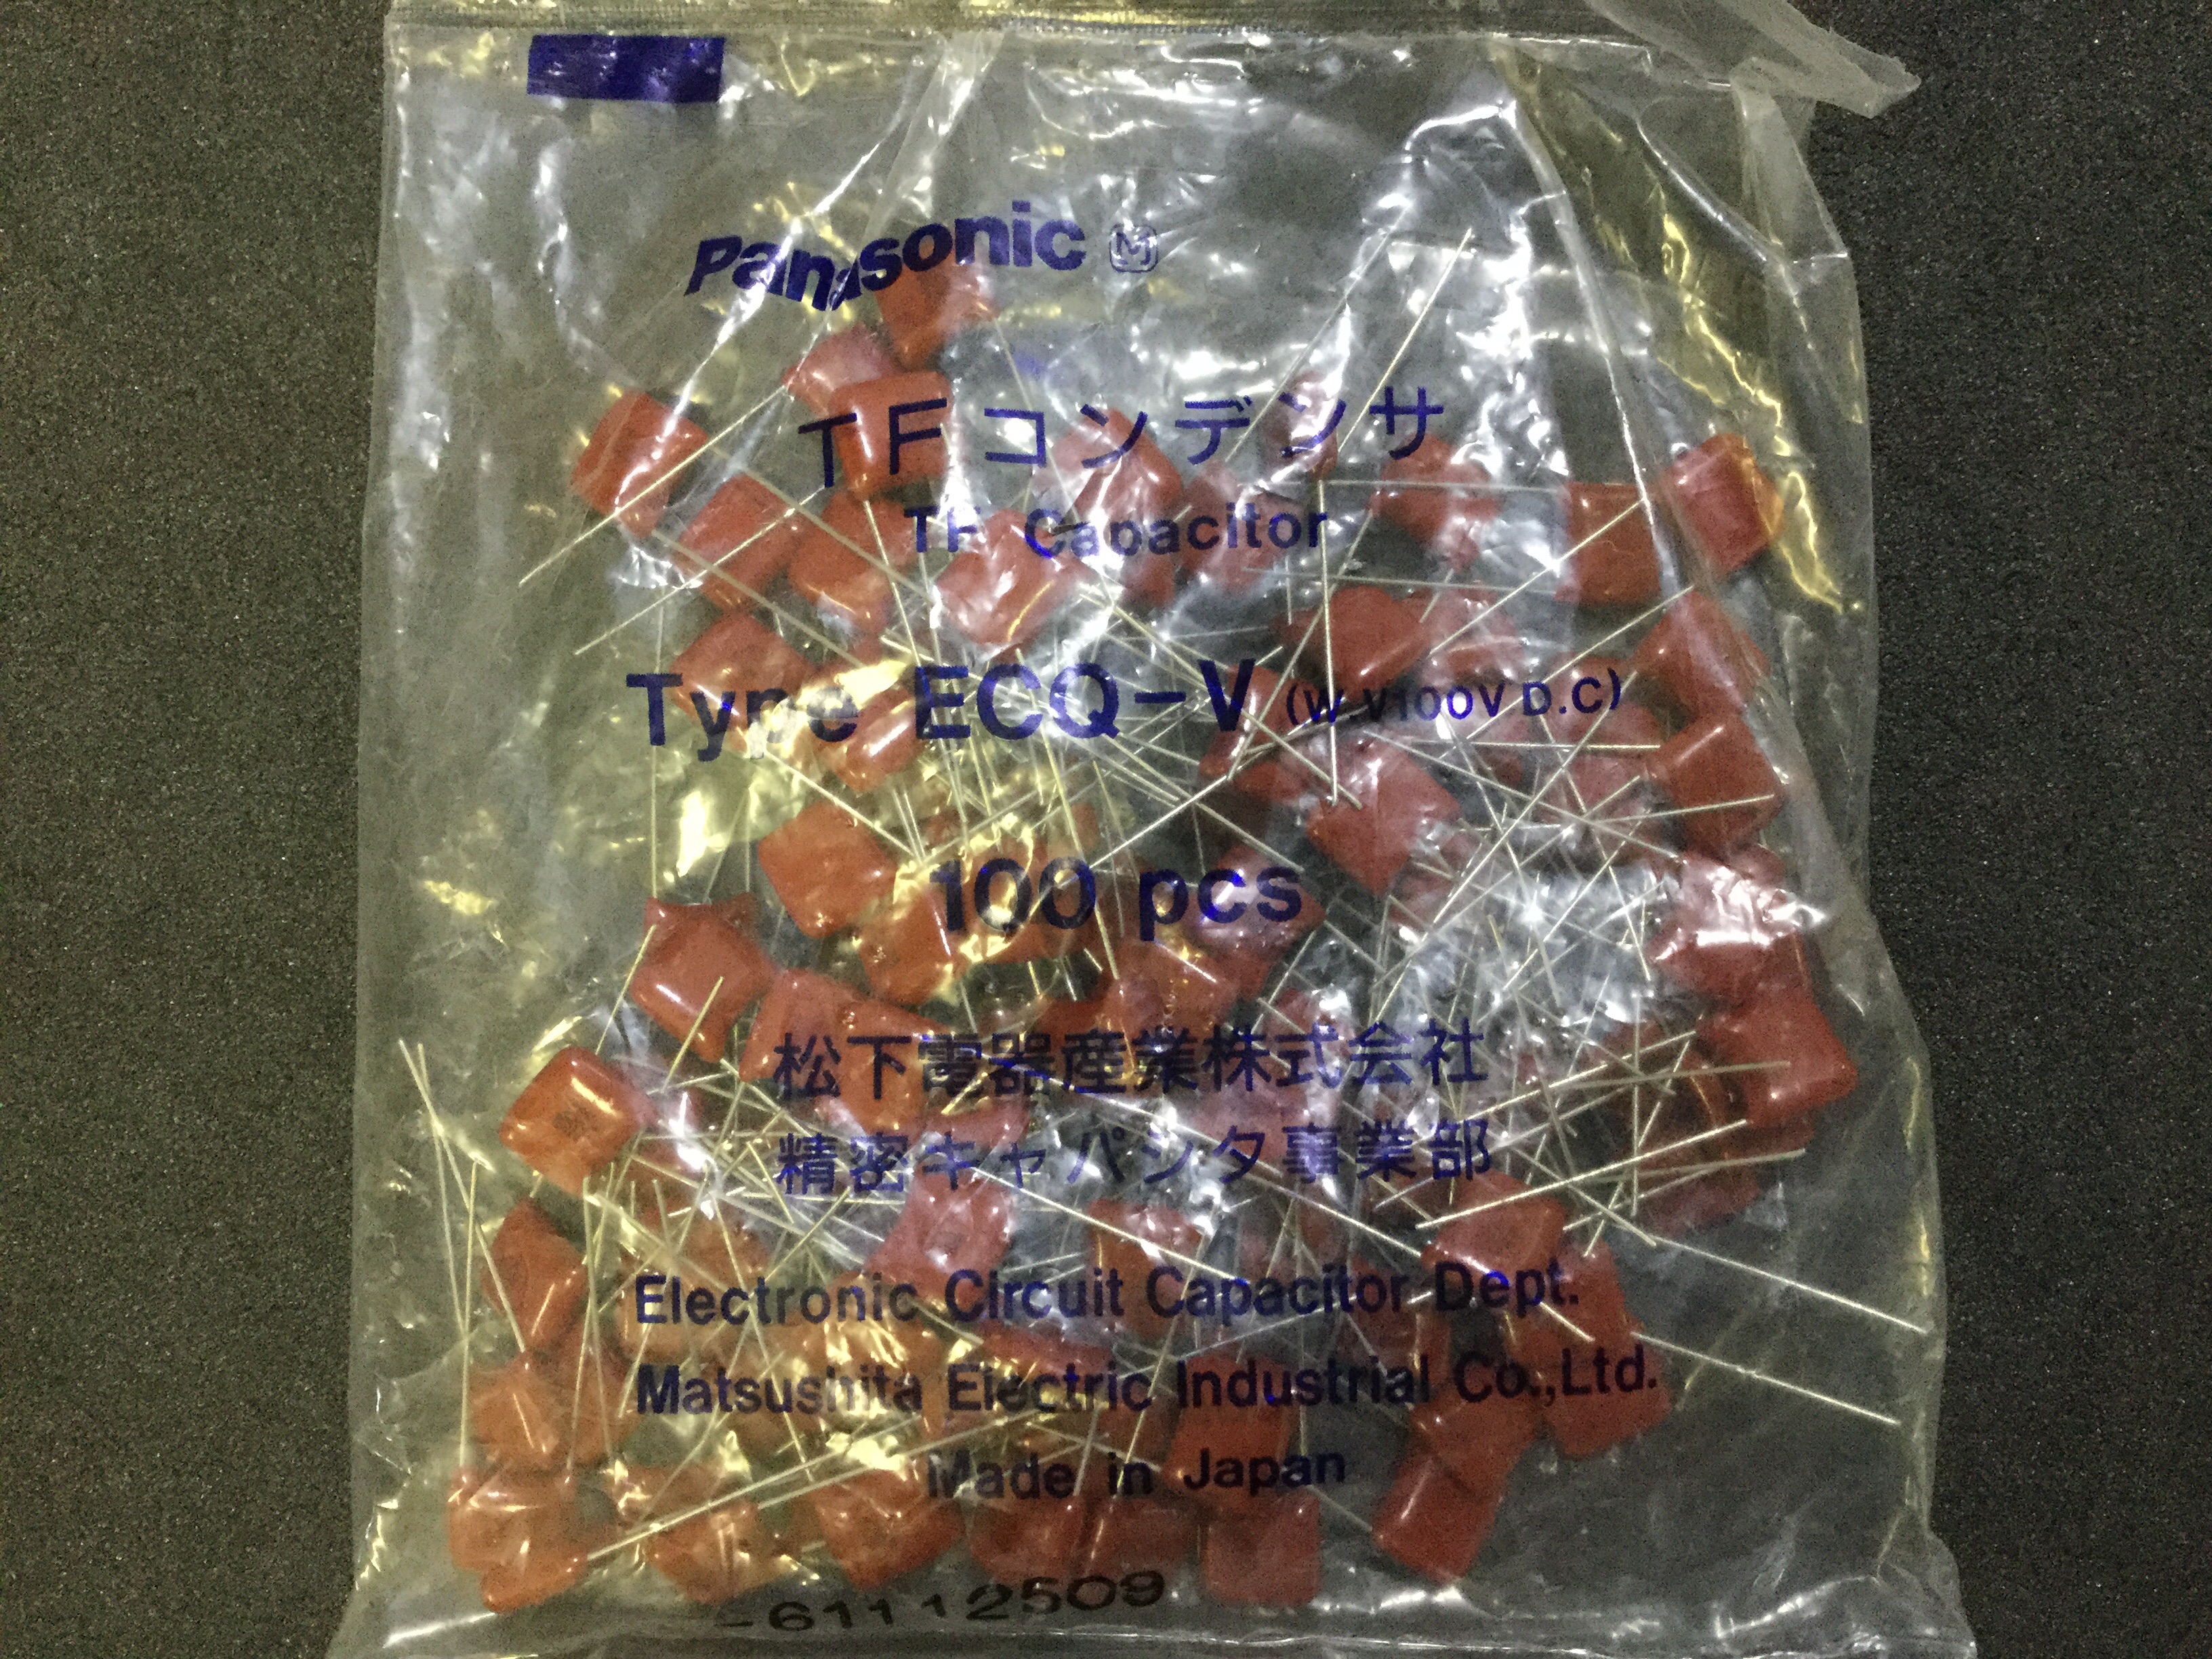 Panasonic M
TFコンデンサ
TF Capacitor
Type ECQ-V (W.V100V D.C)
100 pcs
松下電器産業株式会社
精密キャパシタ事業部
Electronic Circuit Capacitor Dept.
Matsushita Electric Industrial Co.,Ltd.
Made in Japan
-61112509